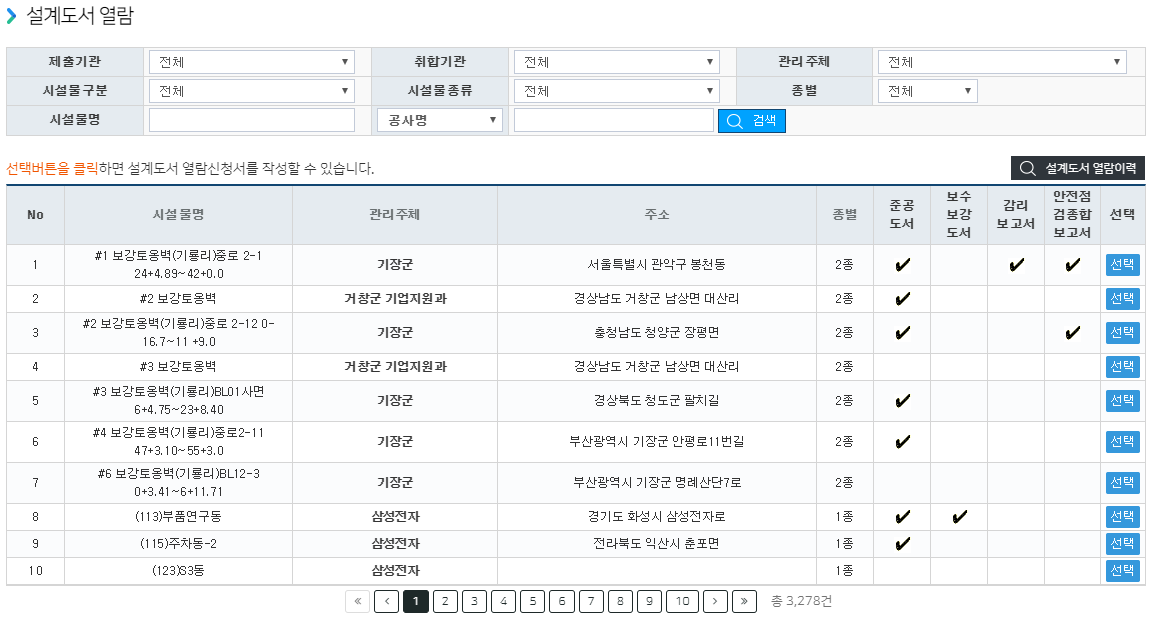 설계도서 열람
제출기관 전체 취합기관 전체 관리주체 전체
시설물구분 전체 시설물종류 전체 종별 전체
시설물명 공사명 검색
선택버튼을 클릭하면 설계도서 열람신청서를 작성할 수 있습니다. 설계도서 열람이력
No 시설물명 관리주체 주소 종별 준공 도서 보수 보강 도서 감리 보고서 안전점 검종합 보고서 선택
1 #1 보강토옹벽(기룡리)중로 2-1 24+4.89~42+0.0 기장군 서울특별시 관악구 봉천동 2종 ✔ ✔ ✔ 선택
2 #2 보강토옹벽 거창군 기업지원과 경상남도 거창군 남상면 대산리 2종 ✔ 선택
3 #2 보강토옹벽(기룡리)중로 2-12 0-16.7~11 +9.0 기장군 충청남도 청양군 장평면 2종 ✔ ✔ 선택
4 #3 보강토옹벽 거창군 기업지원과 경상남도 거창군 남상면 대산리 2종 선택
5 #3 보강토옹벽(기룡리)BL01사면 6+4.75~23+8.40 기장군 경상북도 청도군 팔치길 2종 ✔ 선택
6 #4 보강토옹벽(기룡리)중로2-11 47+3.10~55+3.0 기장군 부산광역시 기장군 안평로11번길 2종 ✔ 선택
7 #6 보강토옹벽(기룡리)BL12-3 0+3.41~6+11.71 기장군 부산광역시 기장군 명례산단7로 2종 선택
8 (113)부품연구동 삼성전자 경기도 화성시 삼성전자로 1종 ✔ ✔ 선택
9 (115)주차동-2 삼성전자 전라북도 익산시 춘포면 1종 ✔ 선택
10 (123)S3동 삼성전자 1종 선택
« ‹ 1 2 3 4 5 6 7 8 9 10 › » 총 3,278건